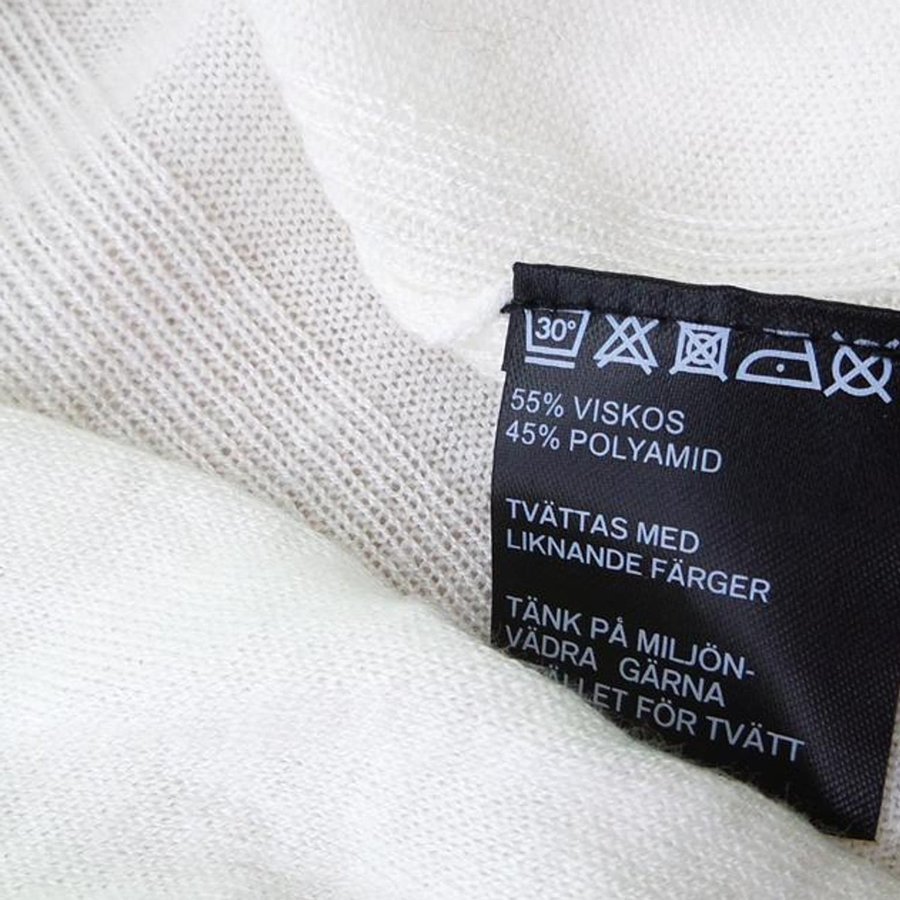 30°
55% VISKOS
45% POLYAMID
TVÄTTAS MED
LIKNANDE FÄRGER
TÄNK PÅ MILJÖN-
VÄDRA GÄRNA
FÖR TVÄTT